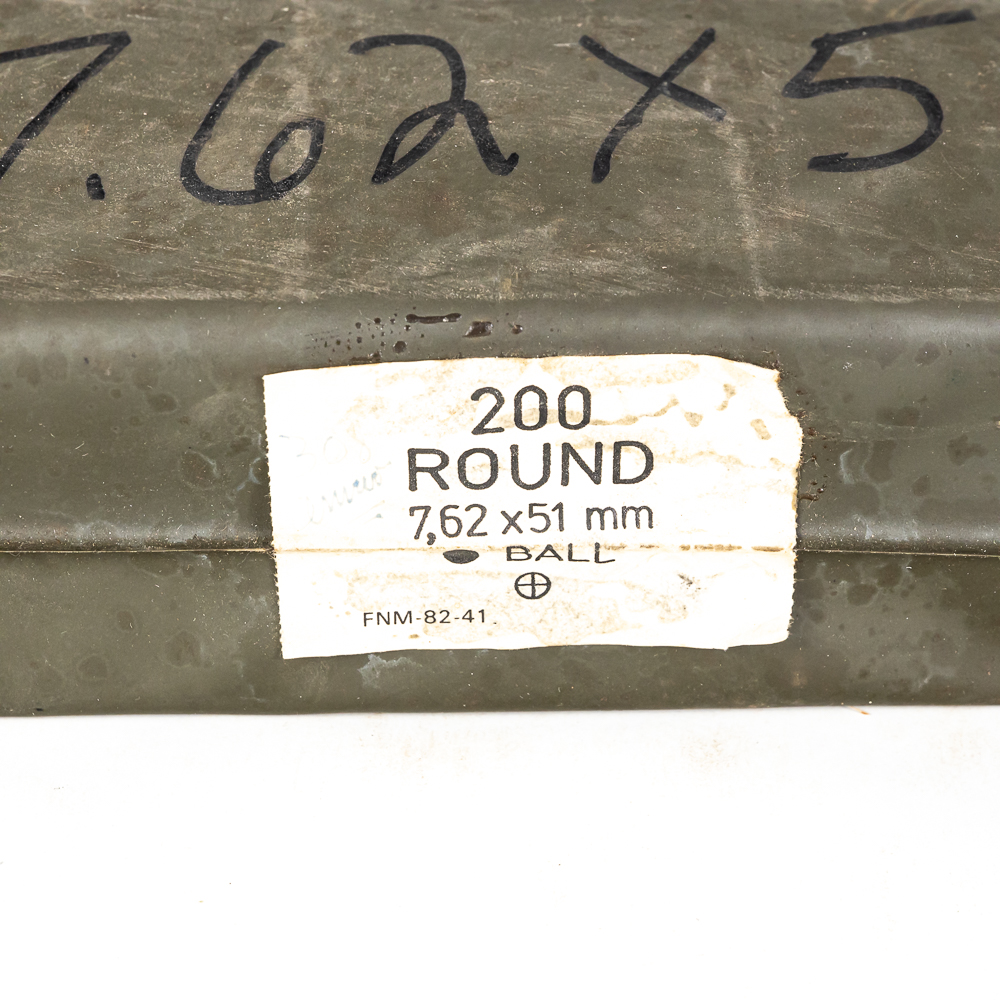 7.62x5
200
ROUND
7,62 x51 mm
BALL
FNM-82-41